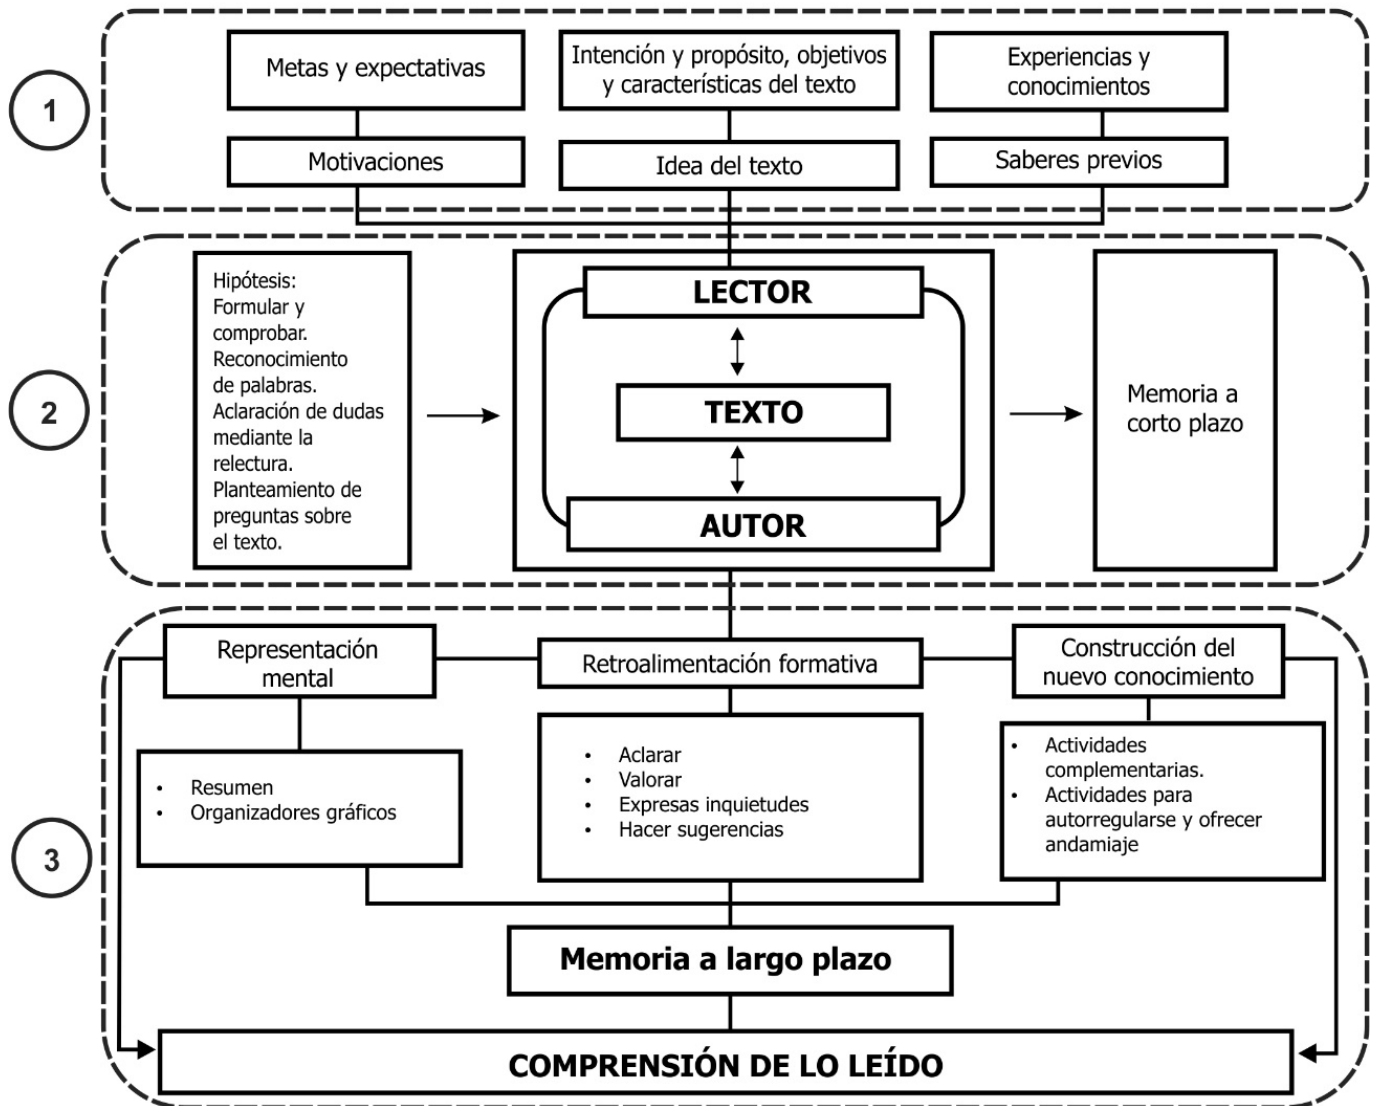 1
Metas y expectativas
Motivaciones
Intención y propósito, objetivos
y características del texto
Idea del texto
Experiencias y
conocimientos
Saberes previos
2
Hipótesis:
Formular y
comprobar.
Reconocimiento
de palabras.
Aclaración de dudas
mediante la
relectura.
Planteamiento de
preguntas sobre
el texto.
LECTOR
TEXTO
AUTOR
Memoria a
corto plazo
3
Representación
mental
• Resumen
• Organizadores gráficos
Retroalimentación formativa
• Aclarar
• Valorar
• Expresas inquietudes
• Hacer sugerencias
Construcción del
nuevo conocimiento
• Actividades
complementarias.
• Actividades para
autorregularse y ofrecer
andamiaje
Memoria a largo plazo
COMPRENSIÓN DE LO LEÍDO